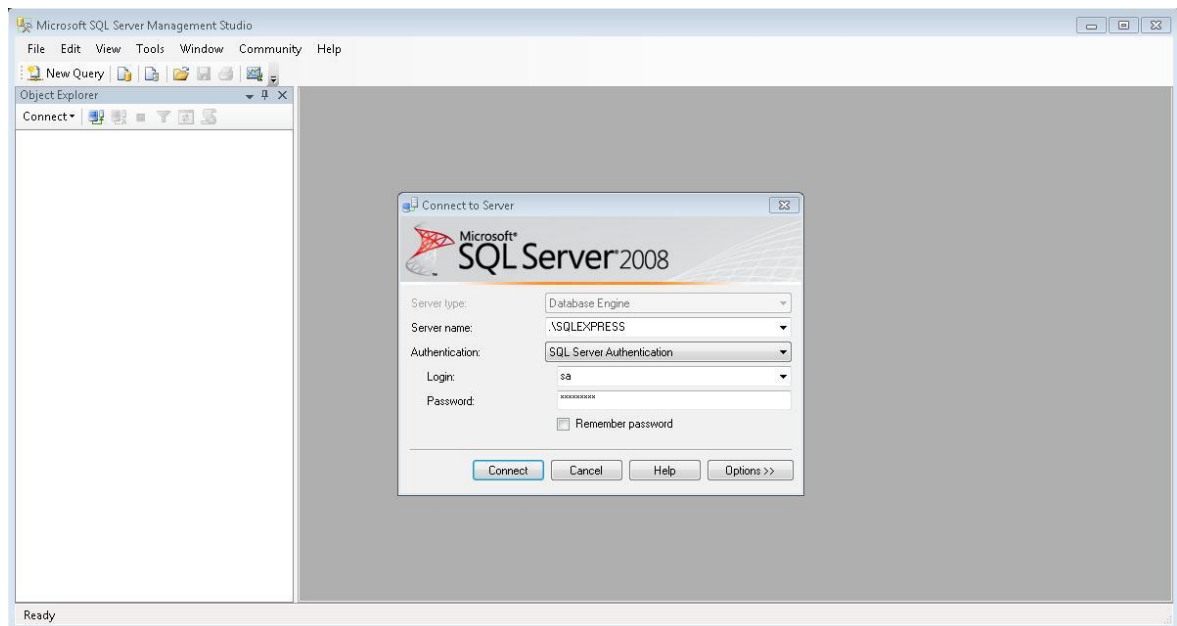 Microsoft SQL Server Management Studio
File Edit View Tools Window Community Help
New Query
Object Explorer
Connect
Connect to Server
Microsoft®
SQL Server® 2008
Server type: Database Engine
Server name: .\SQLEXPRESS
Authentication: SQL Server Authentication
Login: sa
Password: xxxxxxxxx
Remember password
Connect Cancel Help Options >>
Ready